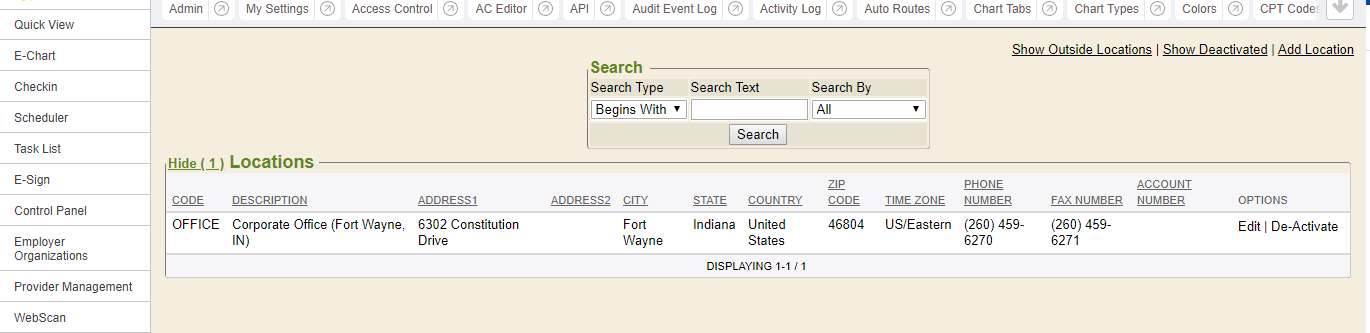 Admin My Settings Access Control AC Editor API Audit Event Log Activity Log Auto Routes Chart Tabs Chart Types Colors CPT Codes
Quick View
E-Chart
Checkin
Scheduler
Task List
E-Sign
Control Panel
Employer
Organizations
Provider Management
WebScan
Show Outside Locations | Show Deactivated | Add Location
Search
Search Type Search Text Search By
Begins With All
Search
Hide ( 1 ) Locations
CODE DESCRIPTION ADDRESS1 ADDRESS2 CITY STATE COUNTRY ZIP CODE TIME ZONE PHONE NUMBER FAX NUMBER ACCOUNT NUMBER OPTIONS
OFFICE Corporate Office (Fort Wayne, 6302 Constitution Fort Indiana United 46804 US/Eastern (260) 459- (260) 459- Edit | De-Activate
IN) Drive Wayne States 6270 6271
DISPLAYING 1-1 / 1